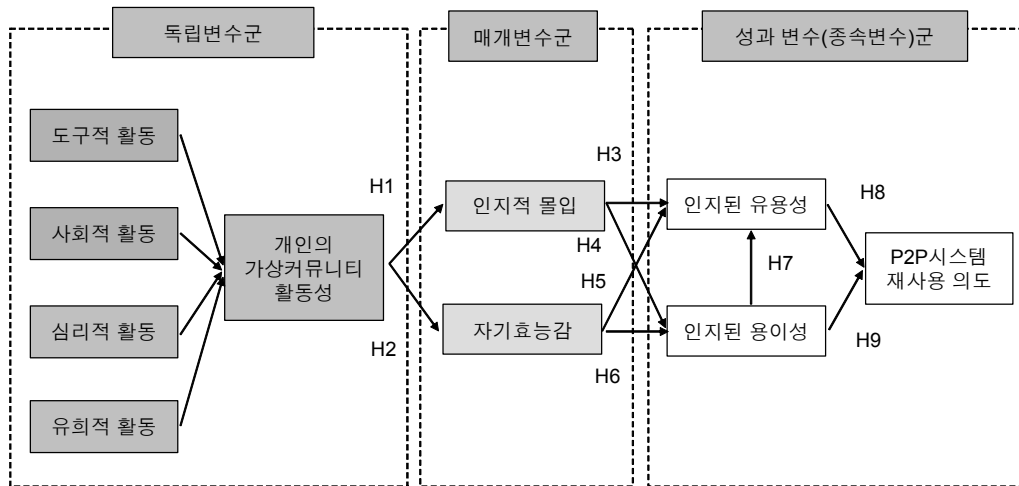 독립변수군
매개변수군
성과 변수(종속변수)군
도구적 활동
사회적 활동
심리적 활동
유희적 활동
개인의
가상커뮤니티
활동성
H1
H2
인지적 몰입
자기효능감
H3
H4
H5
H6
인지된 유용성
H7
인지된 용이성
H8
H9
P2P시스템
재사용 의도